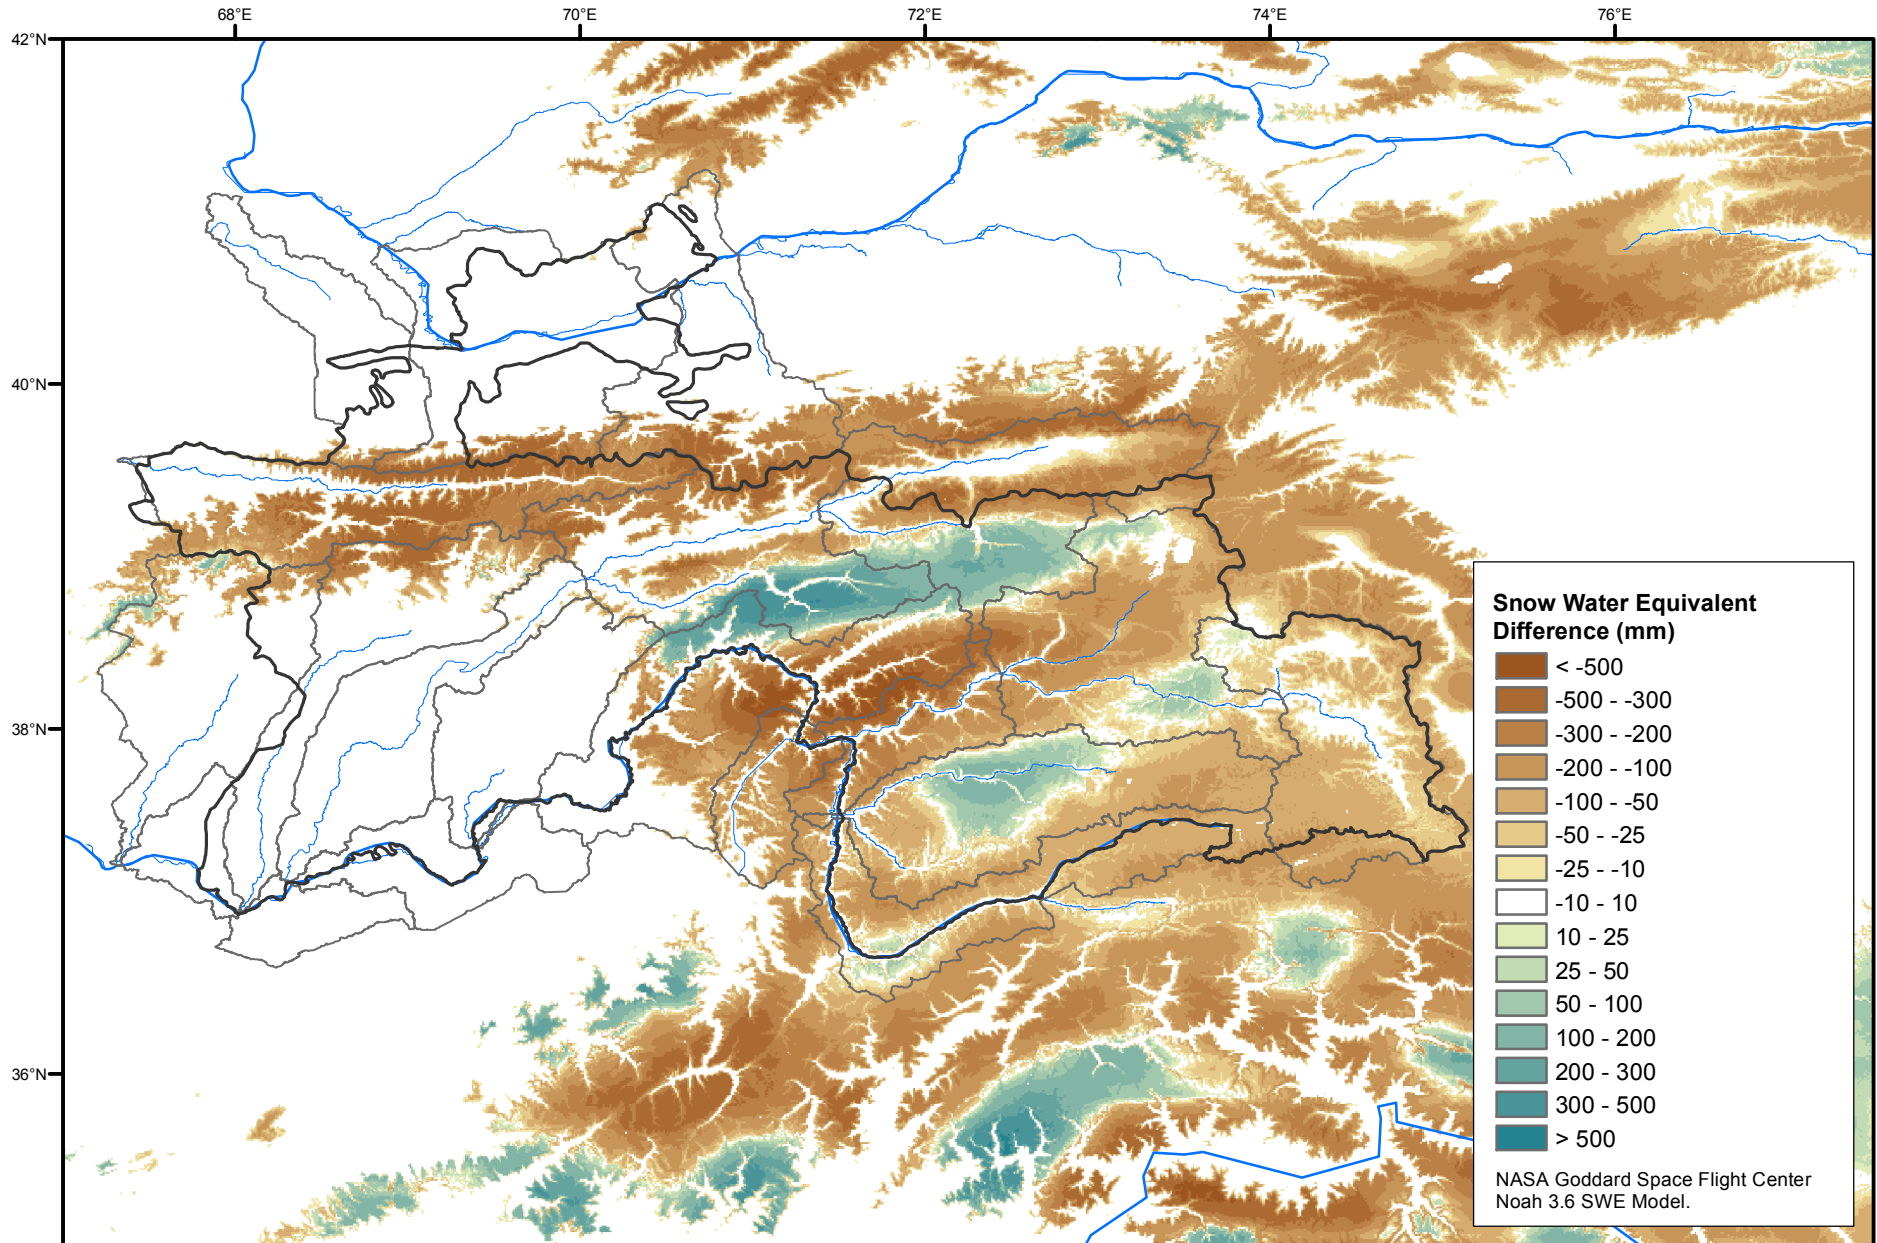 68°E 70°E 72°E 74°E 76°E
42°N
40°N
38°N
36°N
Snow Water Equivalent
Difference (mm)
< -500
-500 - -300
-300 - -200
-200 - -100
-100 - -50
-50 - -25
-25 - -10
-10 - 10
10 - 25
25 - 50
50 - 100
100 - 200
200 - 300
300 - 500
> 500
NASA Goddard Space Flight Center
Noah 3.6 SWE Model.